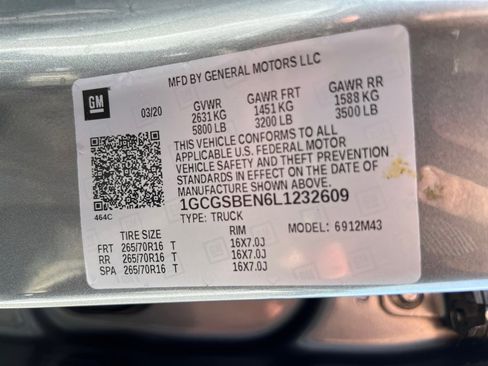 MFD BY GENERAL MOTORS LLC
GM
03/20 GVWR GAWR FRT GAWR RR
2631 KG 1451 KG 1588 KG
5800 LB 3200 LB 3500 LB
THIS VEHICLE CONFORMS TO ALL
APPLICABLE U.S. FEDERAL MOTOR
VEHICLE SAFETY AND THEFT PREVENTION
STANDARDS IN EFFECT ON THE DATE OF
MANUFACTURE SHOWN ABOVE.
464C
1GCGSBEN6L1232609
TYPE: TRUCK MODEL: 6912M43
TIRE SIZE RIM
FRT 265/70R16 T 16X7.0J
RR 265/70R16 T 16X7.0J
SPA 265/70R16 T 16X7.0J